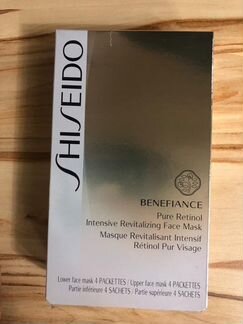 SHISEIDO
BENEFIANCE
Pure Retinol
Intensive Revitalizing Face Mask
Masque Revitalisant Intensif
Rétinol Pur Visage
Lower face mask 4 PACKETTES / Upper face mask 4 PACKETTES
Partie inférieure 4 SACHETS / Partie supérieure 4 SACHETS